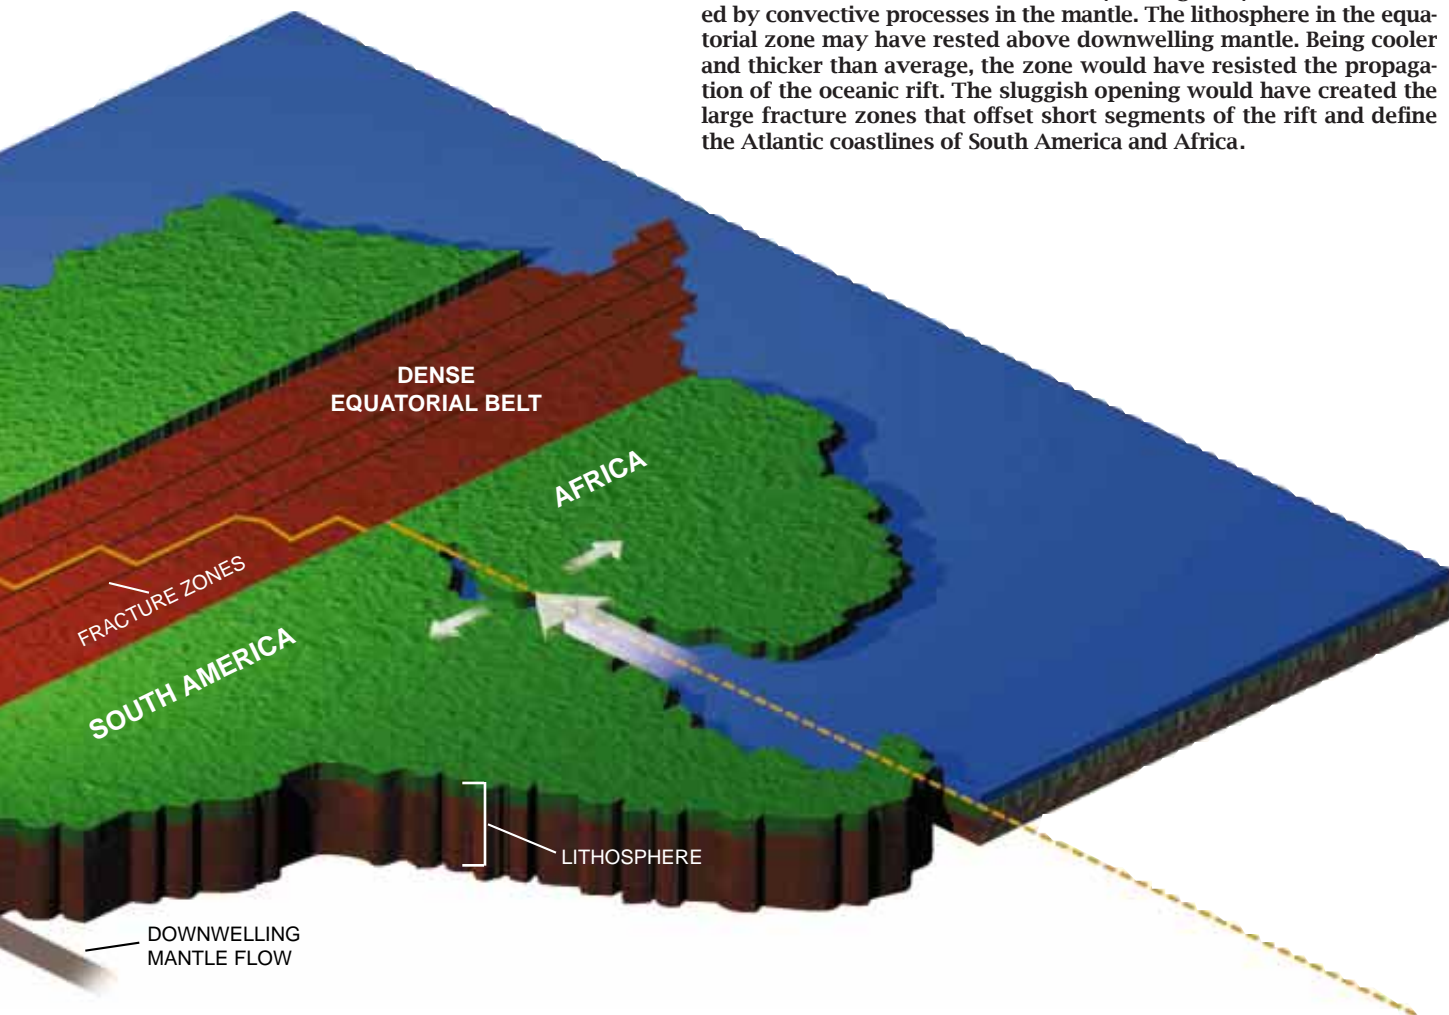 ed by convective processes in the mantle. The lithosphere in the equa-
torial zone may have rested above downwelling mantle. Being cooler
and thicker than average, the zone would have resisted the propaga-
tion of the oceanic rift. The sluggish opening would have created the
large fracture zones that offset short segments of the rift and define
the Atlantic coastlines of South America and Africa.
DENSE
EQUATORIAL BELT
AFRICA
FRACTURE ZONES
SOUTH AMERICA
LITHOSPHERE
DOWNWELLING
MANTLE FLOW